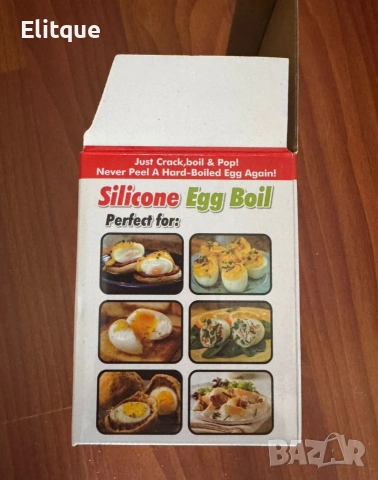 Elitque
Just Crack,boil & Pop!
Never Peel A Hard-Boiled Egg Again!
Silicone Egg Boil
Perfect for:
BAZAR